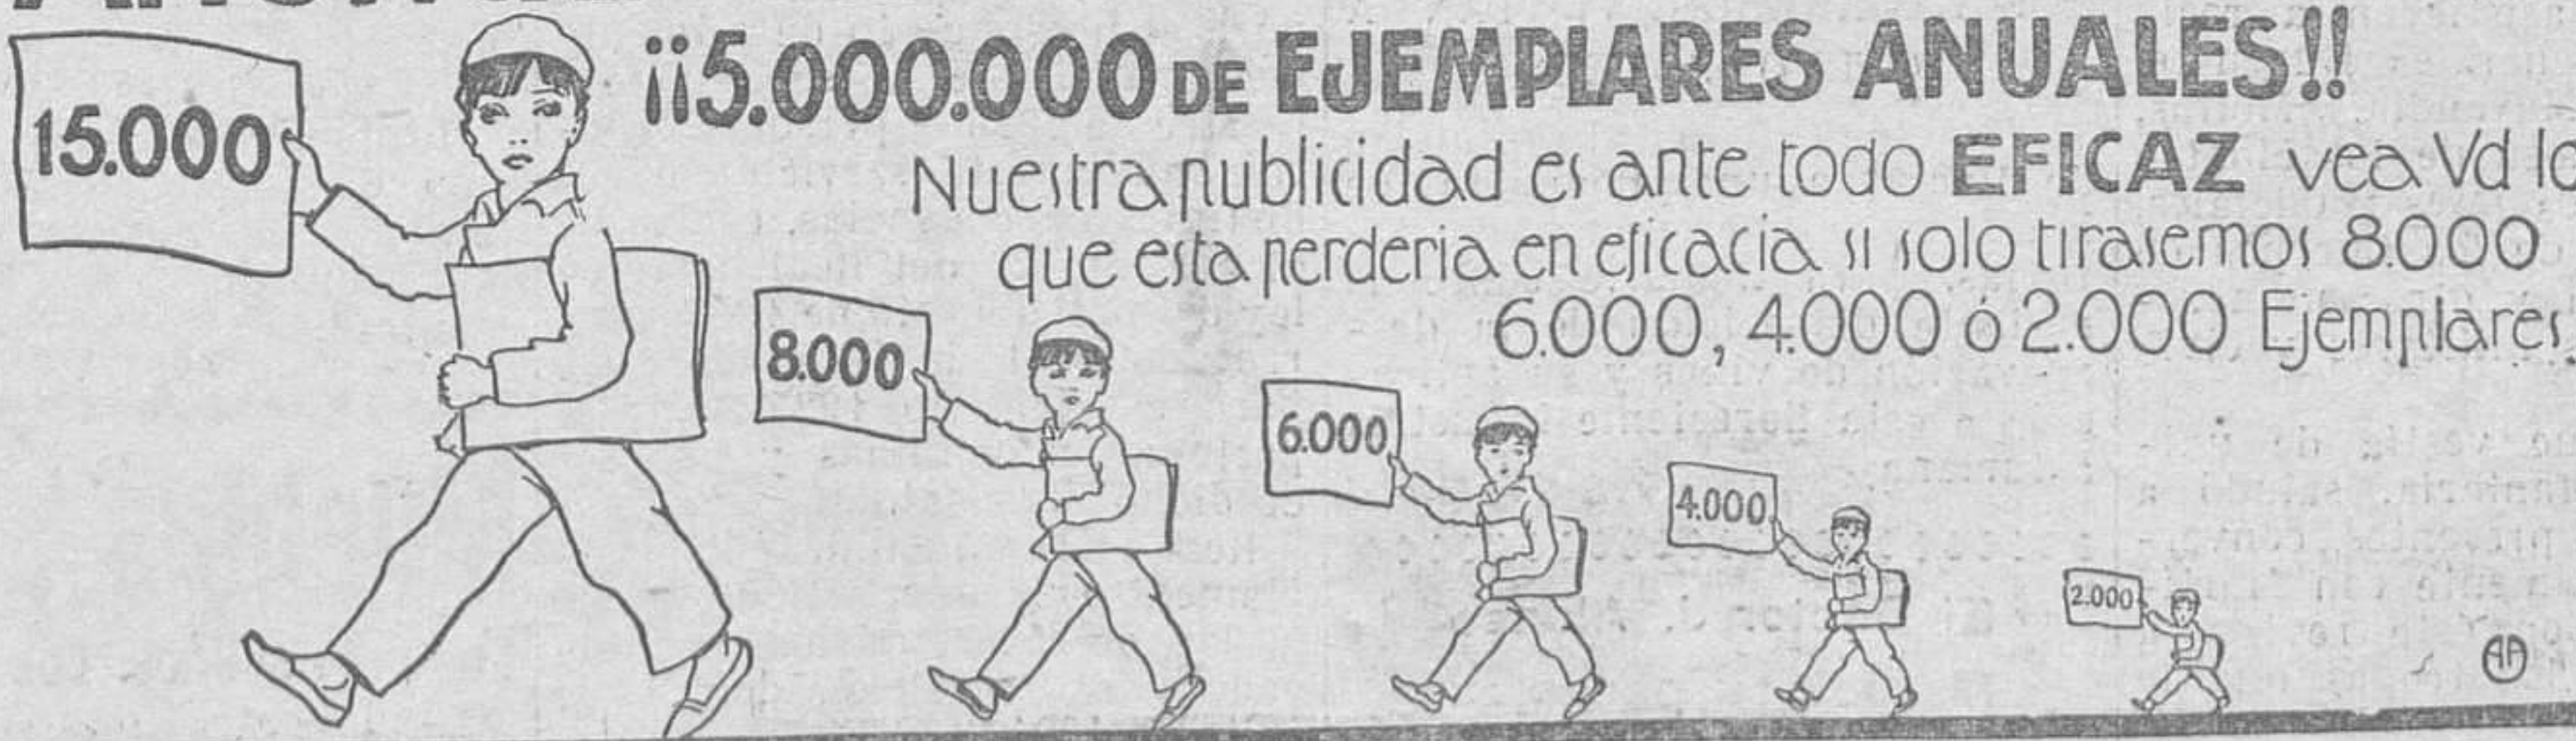 ¡¡5.000.000 DE EJEMPLARES ANUALES!!
Nuestra publicidad es ante todo EFICAZ vea Vd lo
que esta perderia en eficacia si solo tirasemos 8.000
6.000, 4.000 ó 2.000 Ejemplares.
15.000
8.000
6.000
4.000
2.000
AA